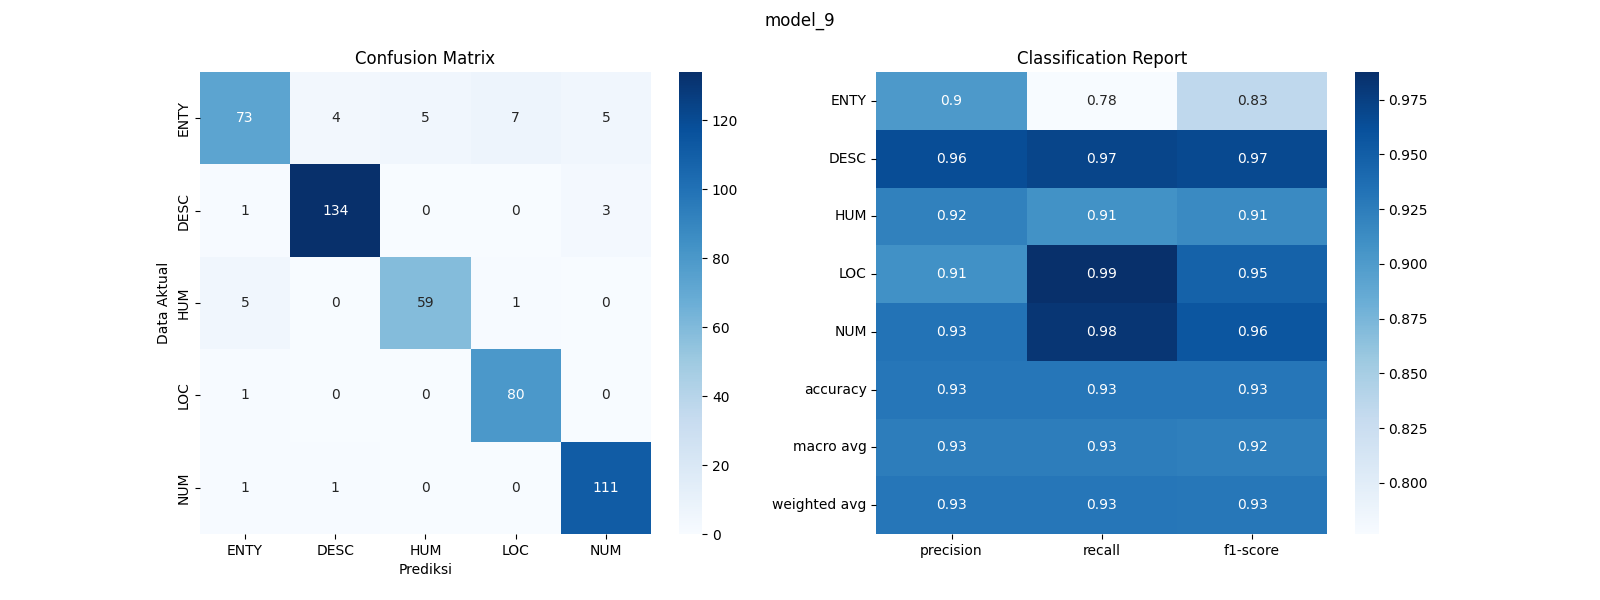 model_9
Confusion Matrix
ENTY 73 4 5 7 5
DESC 1 134 0 0 3
HUM 5 0 59 1 0
LOC 1 0 0 80 0
NUM 1 1 0 0 111
ENTY DESC HUM LOC NUM
Data Aktual
Prediksi
120
100
80
60
40
20
0
Classification Report
ENTY 0.9 0.78 0.83
DESC 0.96 0.97 0.97
HUM 0.92 0.91 0.91
LOC 0.91 0.99 0.95
NUM 0.93 0.98 0.96
accuracy 0.93 0.93 0.93
macro avg 0.93 0.93 0.92
weighted avg 0.93 0.93 0.93
precision recall f1-score
0.975
0.950
0.925
0.900
0.875
0.850
0.825
0.800